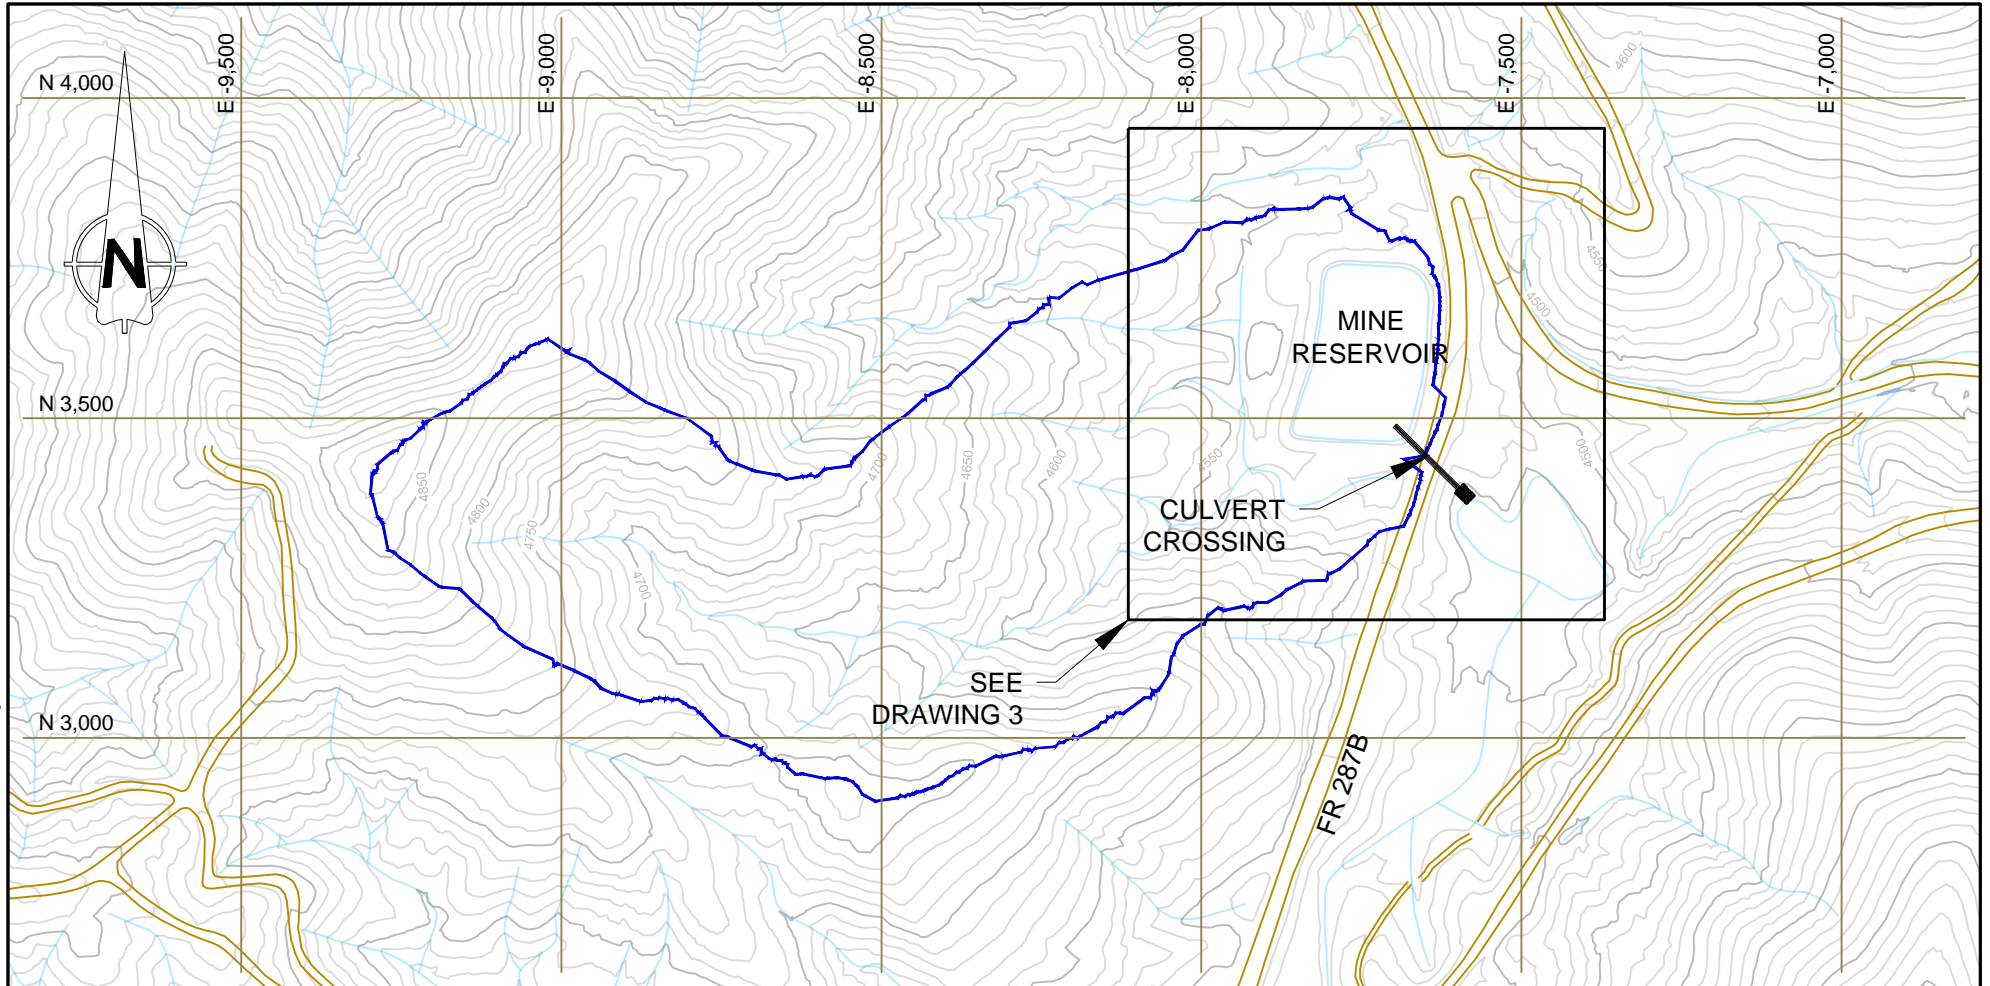 E -9,500
E -9,000
E -8,500
E -8,000
E -7,500
E -7,000
N 4,000
N 3,500
N 3,000
N
4600
4550
4500
4500
MINE
RESERVOIR
CULVERT
CROSSING
SEE
DRAWING 3
FR 287B
4850
4800
4750
4700
4700
4650
4600
4550